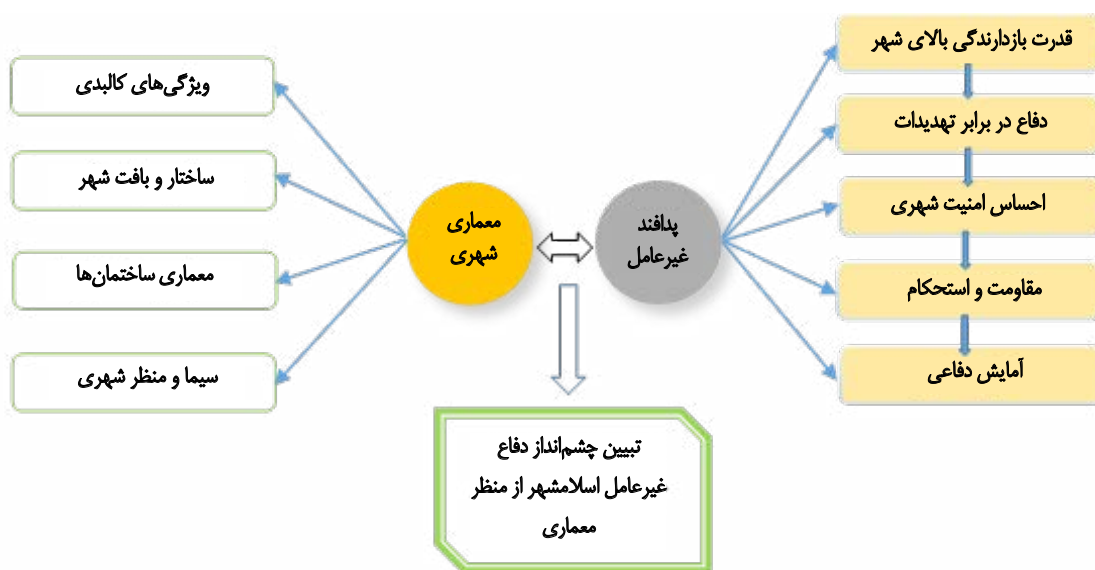 قدرت بازدارندگی بالای شهر
دفاع در برابر تهدیدات
احساس امنیت شهری
مقاومت و استحکام
آمایش دفاعی
پدافند
غیرعامل
معماری
شهری
ویژگی‌های کالبدی
ساختار و بافت شهر
معماری ساختمان‌ها
سیما و منظر شهری
تبیین چشم‌انداز دفاع
غیرعامل اسلامشهر از منظر
معماری